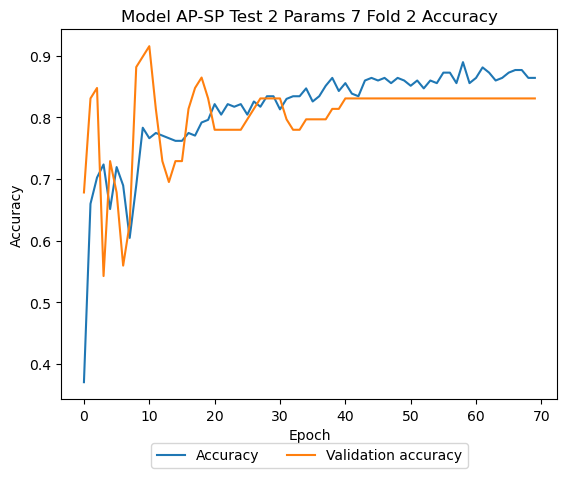 Model AP-SP Test 2 Params 7 Fold 2 Accuracy
Accuracy
0.9
0.8
0.7
0.6
0.5
0.4
0 10 20 30 40 50 60 70
Epoch
Accuracy Validation accuracy